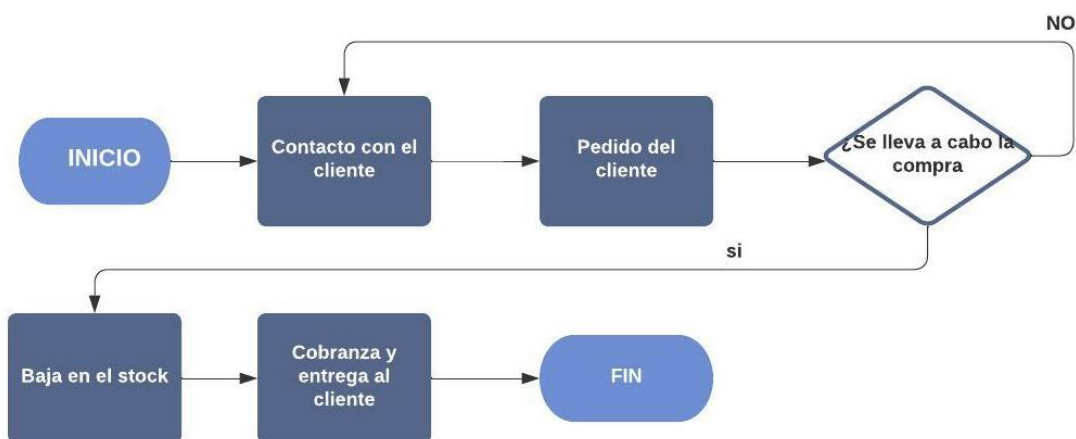 NO
INICIO
Contacto con el
cliente
Pedido del
cliente
¿Se lleva a cabo la
compra
si
Baja en el stock
Cobranza y
entrega al
cliente
FIN